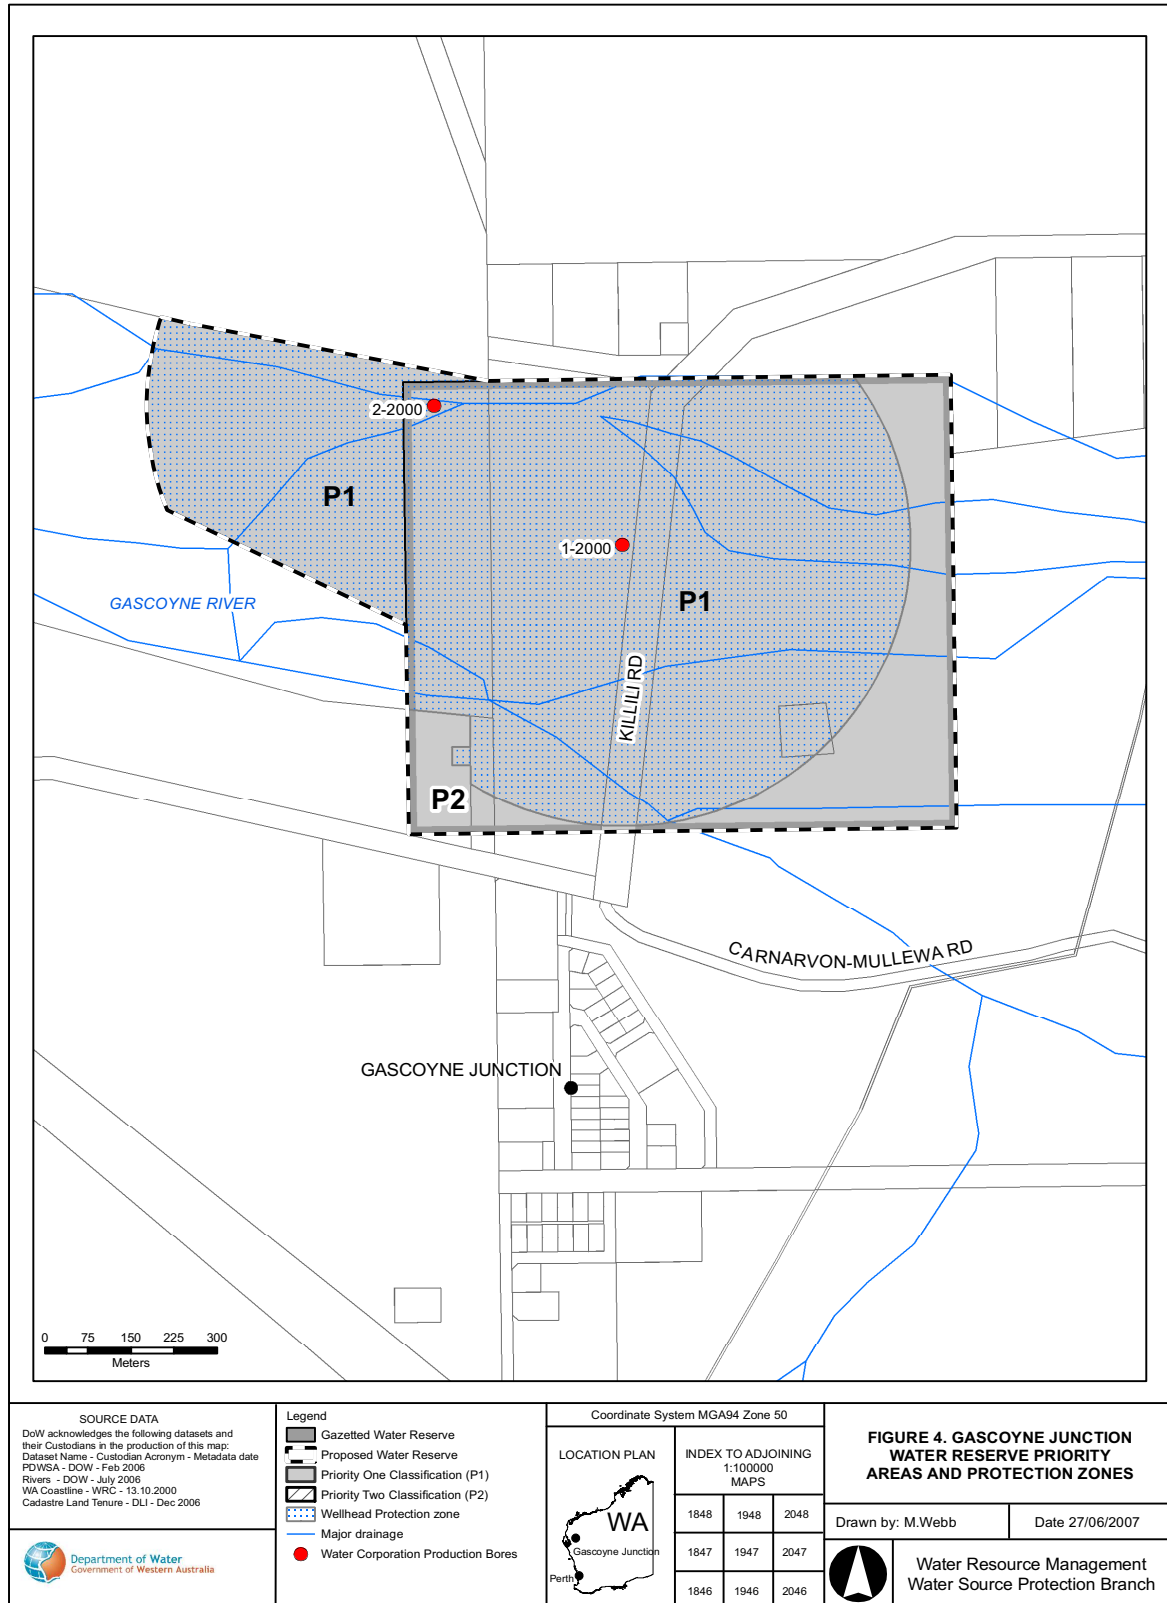 2-2000
P1
1-2000
P1
GASCOYNE RIVER
KILLILI RD
P2
CARNARVON-MULLEWA RD
GASCOYNE JUNCTION
0 75 150 225 300
Meters
SOURCE DATA
DoW acknowledges the following datasets and
their Custodians in the production of this map:
Dataset Name - Custodian Acronym - Metadata date
PDWSA - DOW - Feb 2006
Rivers - DOW - July 2006
WA Coastline - WRC - 13.10.2000
Cadastre Land Tenure - DLI - Dec 2006
Department of Water
Government of Western Australia
Legend
Gazetted Water Reserve
Proposed Water Reserve
Priority One Classification (P1)
Priority Two Classification (P2)
Wellhead Protection zone
Major drainage
Water Corporation Production Bores
Coordinate System MGA94 Zone 50
LOCATION PLAN
WA
Gascoyne Junction
Perth
INDEX TO ADJOINING
1:100000
MAPS
1848 1948 2048
1847 1947 2047
1846 1946 2046
FIGURE 4. GASCOYNE JUNCTION
WATER RESERVE PRIORITY
AREAS AND PROTECTION ZONES
Drawn by: M.Webb
Date 27/06/2007
Water Resource Management
Water Source Protection Branch